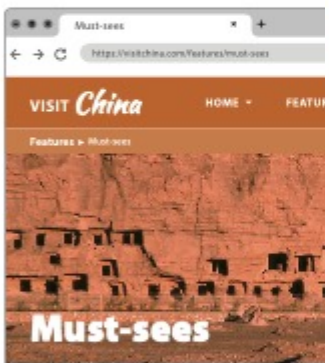 Must-sees × +
https://visitchina.com/features/must-sees
VISIT China HOME FEATUR
Features ▸ Must-sees
Must-sees